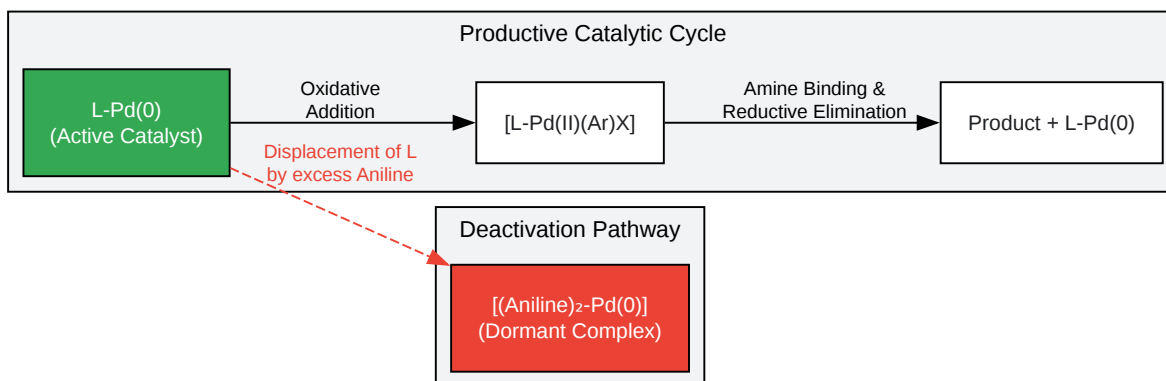 Productive Catalytic Cycle
L-Pd(0)
(Active Catalyst)
Oxidative
Addition
[L-Pd(II)(Ar)X]
Amine Binding &
Reductive Elimination
Product + L-Pd(0)
Displacement of L
by excess Aniline
Deactivation Pathway
[(Aniline)₂-Pd(0)]
(Dormant Complex)